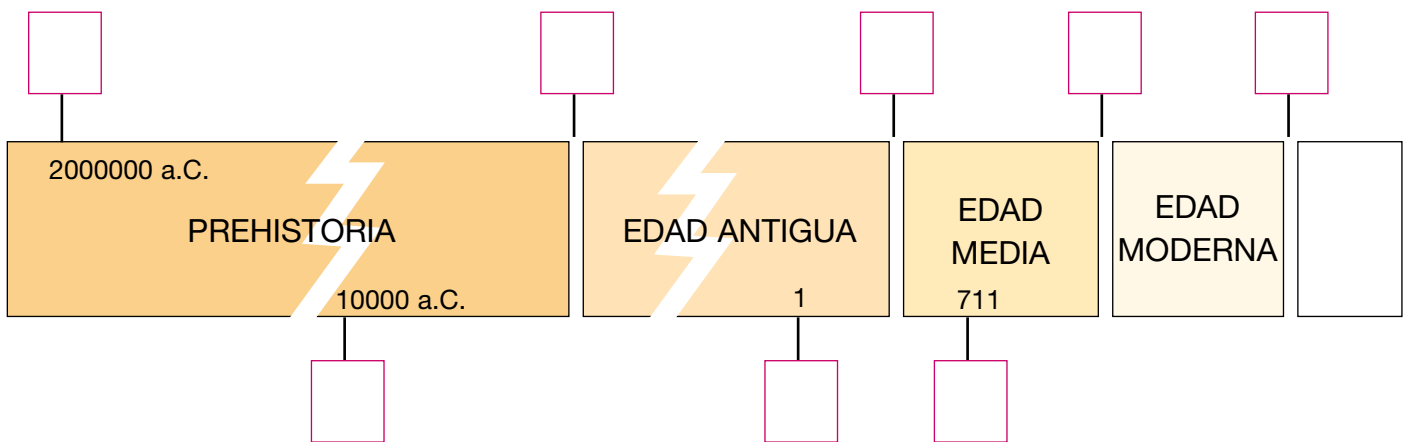 2000000 a.C.
PREHISTORIA
10000 a.C.
EDAD ANTIGUA
1
EDAD
MEDIA
711
EDAD
MODERNA